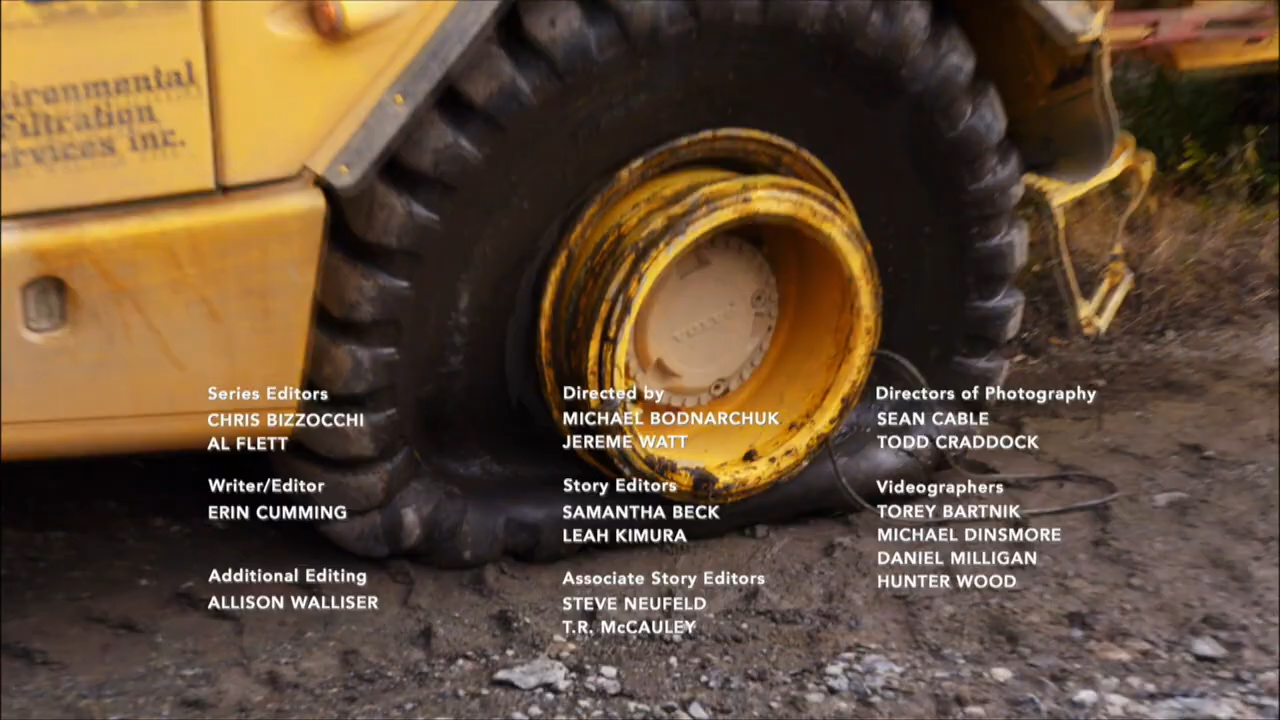 ironmental
Filtration
ervices inc.
VOLVO
Series Editors
CHRIS BIZZOCCHI
AL FLETT
Writer/Editor
ERIN CUMMING
Additional Editing
ALLISON WALLISER
Directed by
MICHAEL BODNARCHUK
JEREME WATT
Story Editors
SAMANTHA BECK
LEAH KIMURA
Associate Story Editors
STEVE NEUFELD
T.R. McCAULEY
Directors of Photography
SEAN CABLE
TODD CRADDOCK
Videographers
TOREY BARTNIK
MICHAEL DINSMORE
DANIEL MILLIGAN
HUNTER WOOD